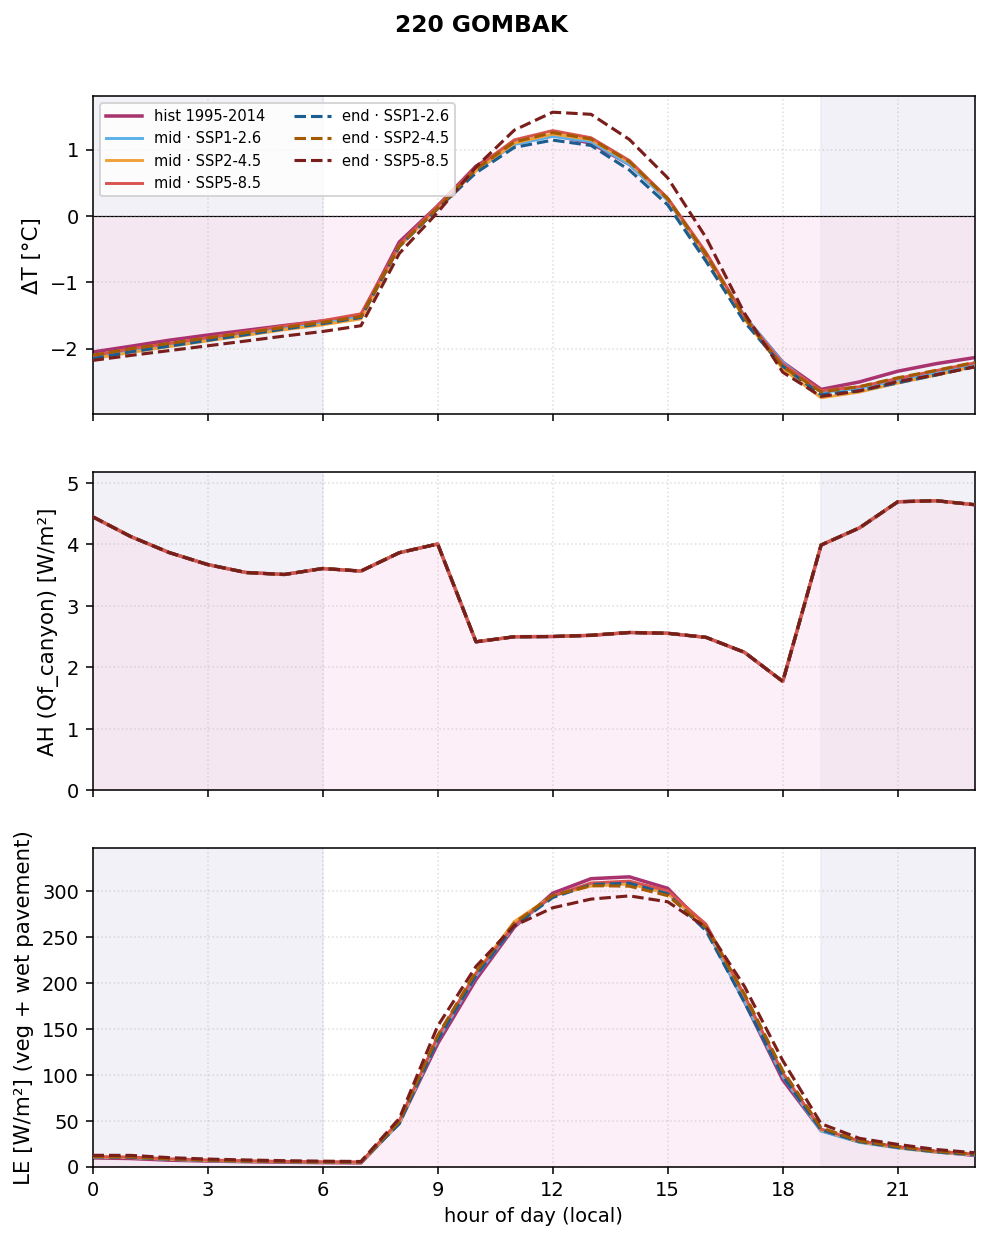 220 GOMBAK
hist 1995-2014
mid · SSP1-2.6
mid · SSP2-4.5
mid · SSP5-8.5
end · SSP1-2.6
end · SSP2-4.5
end · SSP5-8.5
ΔT [°C]
1
0
−1
−2
AH (Qf_canyon) [W/m²]
5
4
3
2
1
0
LE [W/m²] (veg + wet pavement)
300
250
200
150
100
50
0
0 3 6 9 12 15 18 21
hour of day (local)